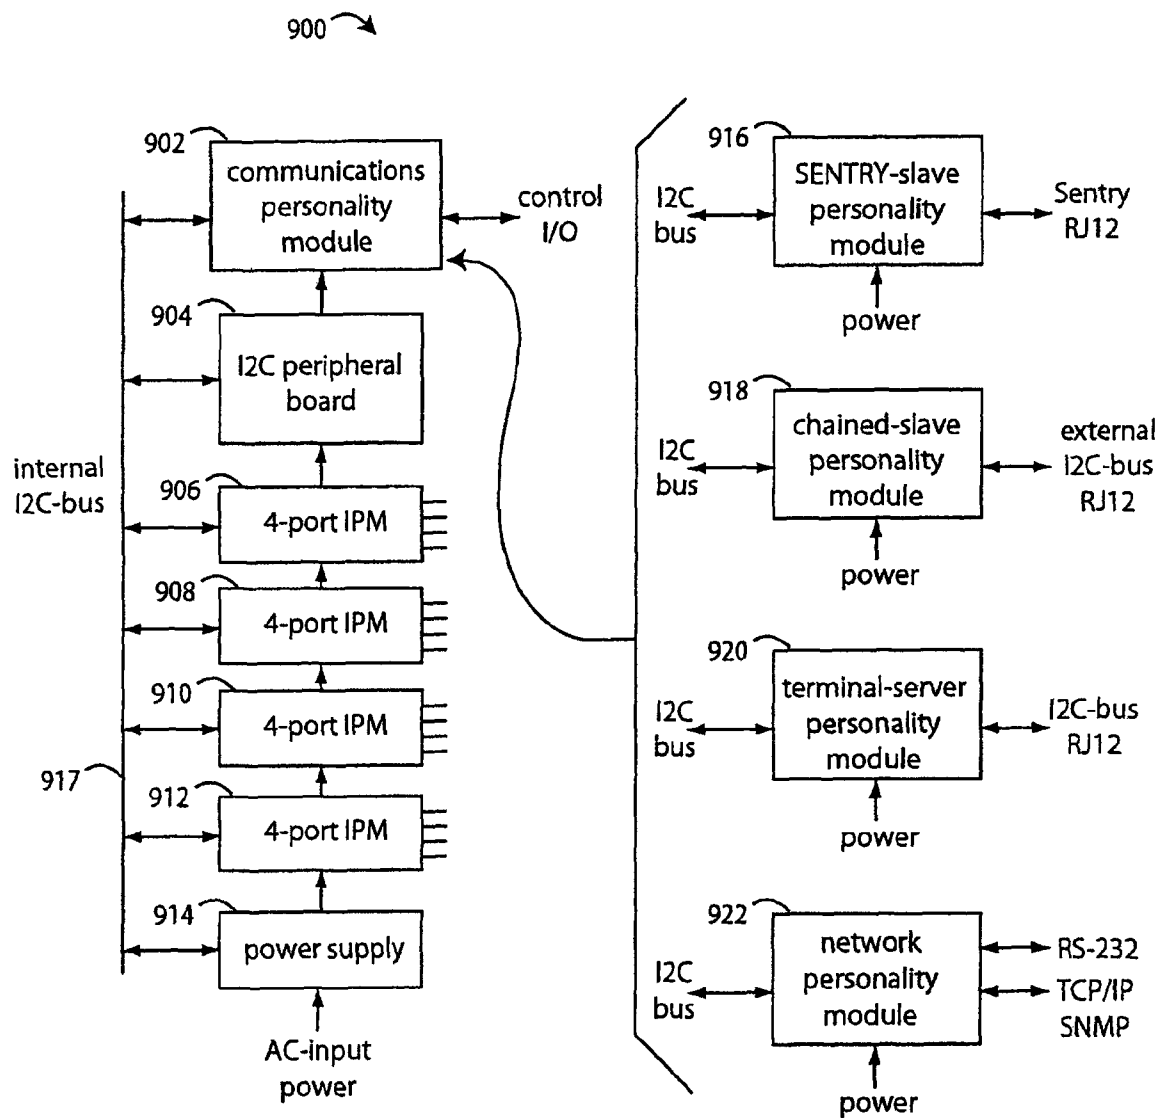 900
902
communications
personality
module
control
I/O
904
I2C peripheral
board
internal
I2C-bus
906
4-port IPM
908
4-port IPM
910
4-port IPM
917
912
4-port IPM
914
power supply
AC-input
power
916
I2C
bus
SENTRY-slave
personality
module
Sentry
RJ12
power
918
I2C
bus
chained-slave
personality
module
external
I2C-bus
RJ12
power
920
I2C
bus
terminal-server
personality
module
I2C-bus
RJ12
power
922
I2C
bus
network
personality
module
RS-232
TCP/IP
SNMP
power